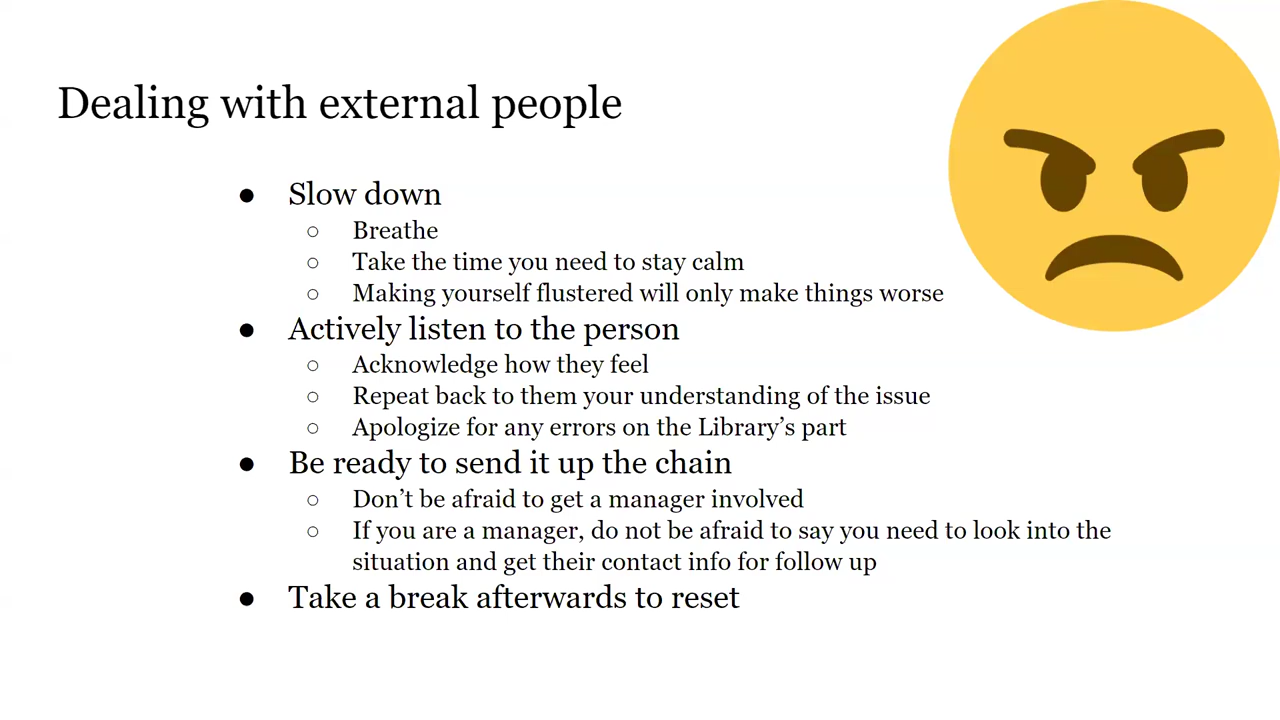 Dealing with external people
● Slow down
○ Breathe
○ Take the time you need to stay calm
○ Making yourself flustered will only make things worse
● Actively listen to the person
○ Acknowledge how they feel
○ Repeat back to them your understanding of the issue
○ Apologize for any errors on the Library’s part
● Be ready to send it up the chain
○ Don’t be afraid to get a manager involved
○ If you are a manager, do not be afraid to say you need to look into the
situation and get their contact info for follow up
● Take a break afterwards to reset